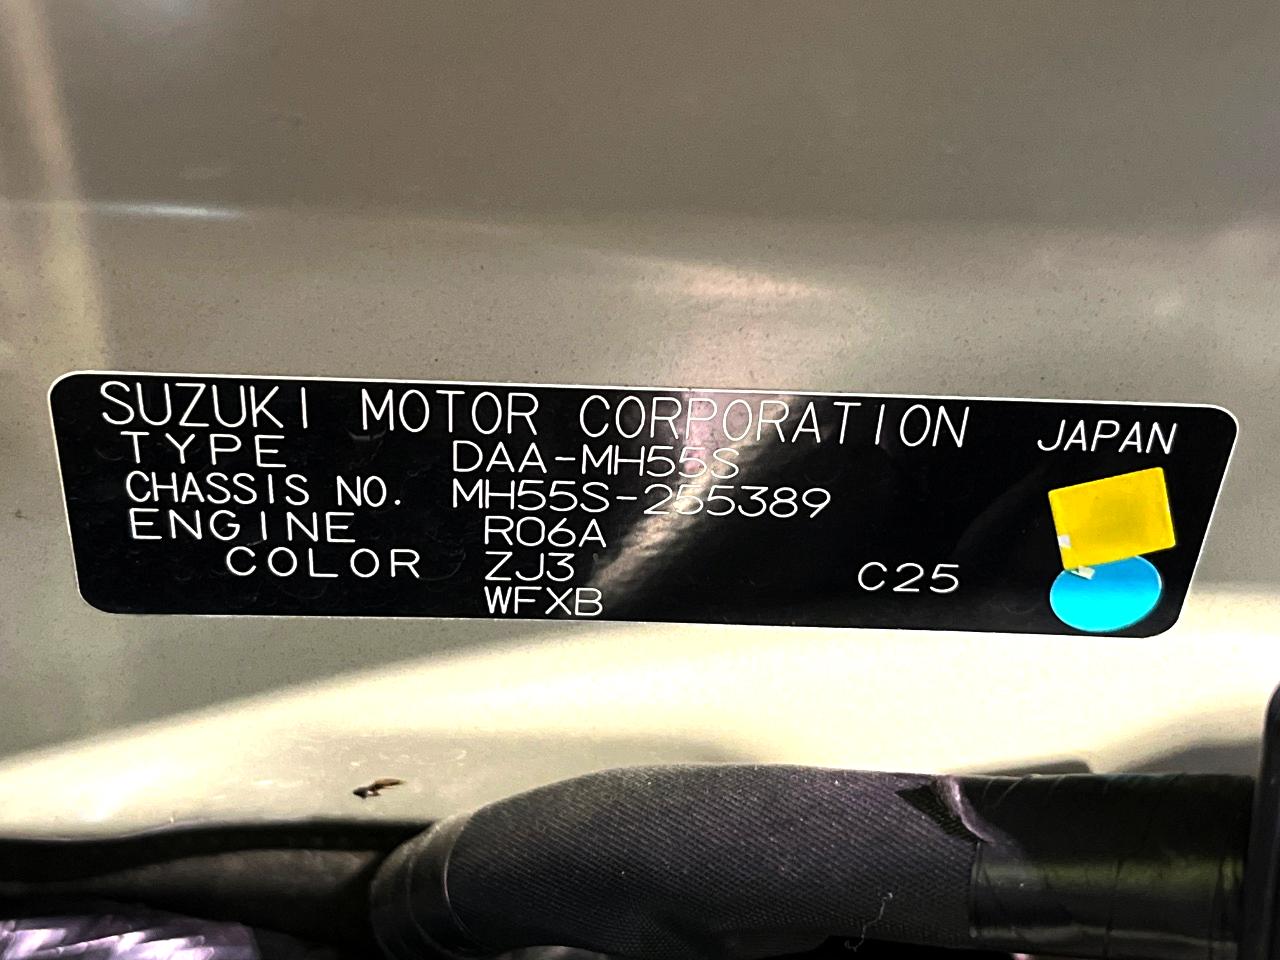 SUZUKI MOTOR CORPORATION JAPAN
TYPE DAA-MH55S
CHASSIS NO. MH55S-255389
ENGINE R06A
COLOR ZJ3 C25
WFXB